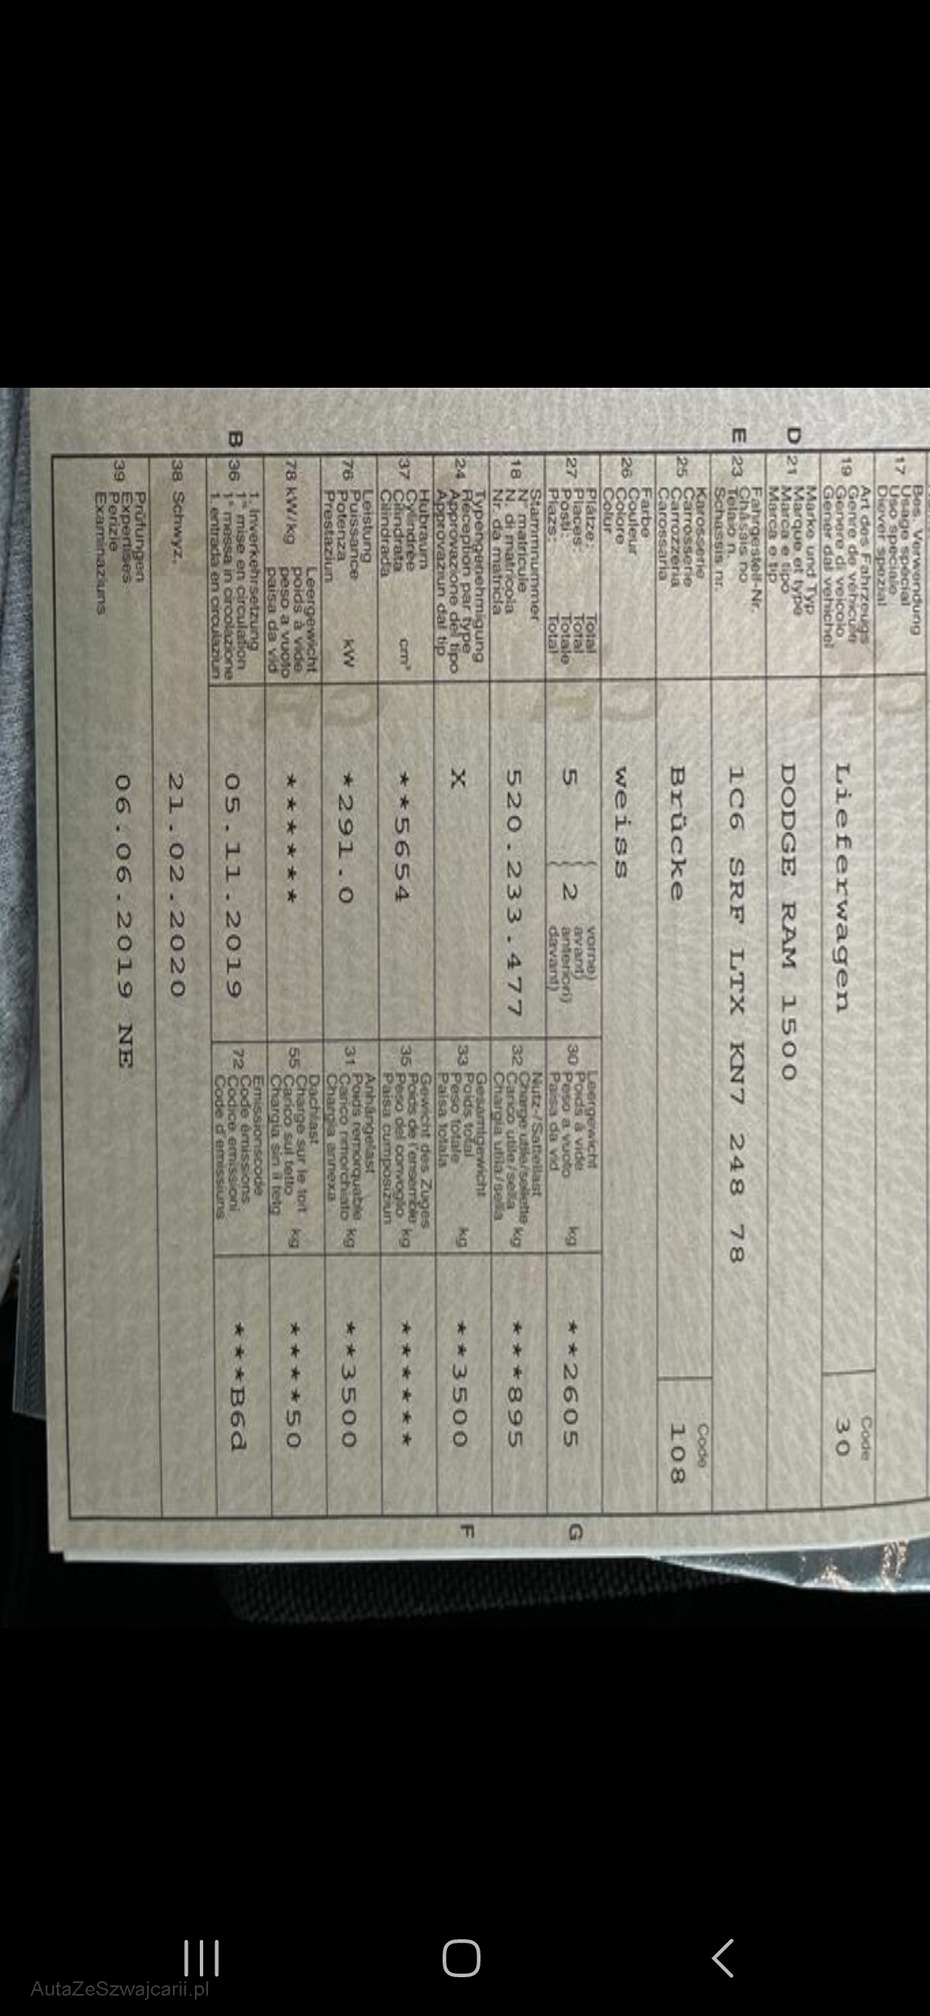 17 Bes. Verwendung
Usage spécial
Uso speciale
Diever spezial
19 Art des Fahrzeugs
Genre de véhicule
Genere di veicolo
Gener dal vehichel
Lieferwagen
Code
30
D 21 Marke und Typ
Marque et type
Marca e tipo
Marca e tip
DODGE RAM 1500
E 23 Fahrgestell-Nr.
Châssis no
Telaio n.
Schassis nr.
1C6 SRF LTX KN7 248 78
25 Karosserie
Carrosserie
Carrozzeria
Carossaria
Brücke
Code
108
26 Farbe
Couleur
Colore
Colur
weiss
27 Plätze: Total
Places: Total
Posti: Totale
Plazs: Total
5 2
vorne)
avant)
anteriori)
davant)
30 Leergewicht
Poids à vide
Peso a vuoto
Paisa da vid kg
**2605 G
18 Stammnummer
N° matricule
N. di matricola
Nr. da matricla
520.233.477
32 Nutz-/Sattellast
Charge utile/sellette
Carico utile/sella
Chargia utila/sella kg
***895
24 Typengenehmigung
Réception par type
Approvazione del tipo
Approvaziun dal tip
X
33 Gesamtgewicht
Poids total
Peso totale
Paisa totala kg
**3500 F
37 Hubraum
Cylindrée
Cilindrata
Cilindrada cm³
**5654
35 Gewicht des Zuges
Poids de l'ensemble
Peso del convoglio
Paisa cumposiziun kg
******
76 Leistung
Puissance
Potenza
Prestaziun kW
*291.0
31 Anhängelast
Poids remorquable
Carico rimorchiato
Chargia annexa kg
**3500
78 kW/kg Leergewicht
poids à vide
peso a vuoto
paisa da vid
******
55 Dachlast
Charge sur le toit
Carico sul tetto
Chargia sin il tetg kg
****50
B 36 1. Inverkehrsetzung
1re mise en circulation
1a messa in circolazione
1. entrada en circulaziun
05.11.2019
72 Emissionscode
Code émissions
Codice emissioni
Code d'emissiuns
***B6d
38 Schwyz,
21.02.2020
39 Prüfungen
Expertises
Perizie
Examinaziuns
06.06.2019 NE
AutaZeSzwajcarii.pl